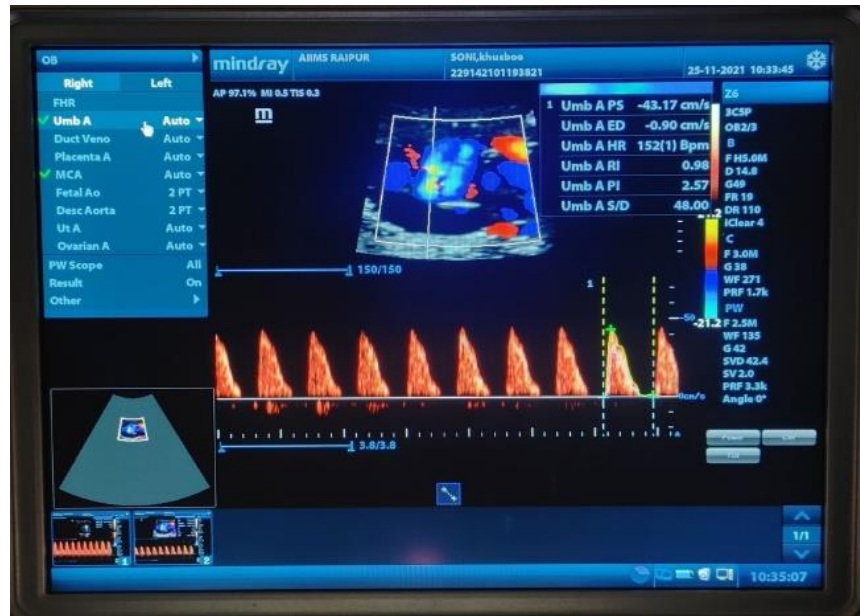 OB
mindray AIIMS RAIPUR SONI,khusboo
229142101193821 25-11-2021 10:33:45
Right Left
FHR
Umb A Auto
Duct Veno Auto
Placenta A Auto
MCA Auto
Fetal Ao 2 PT
Desc Aorta 2 PT
Ut A Auto
Ovarian A Auto
PW Scope All
Result On
Other
AP 97.1% MI 0.5 TIS 0.3
m
1 Umb A PS -43.17 cm/s
Umb A ED -0.90 cm/s
Umb A HR 152(1) Bpm
Umb A RI 0.98
Umb A PI 2.57
Umb A S/D 48.00
Z6
3C5P
OB2/3
B
F H5.0M
D 14.8
G49
FR 19
DR 110
iClear 4
C
F 3.0M
G 38
WF 271
PRF 1.7k
PW
F 2.5M
WF 135
G 42
SVD 42.4
SV 2.0
PRF 3.3k
Angle 0°
150/150
1
-50
-21.2
0cm/s
3.8/3.8
1
2
1/1
10:35:07